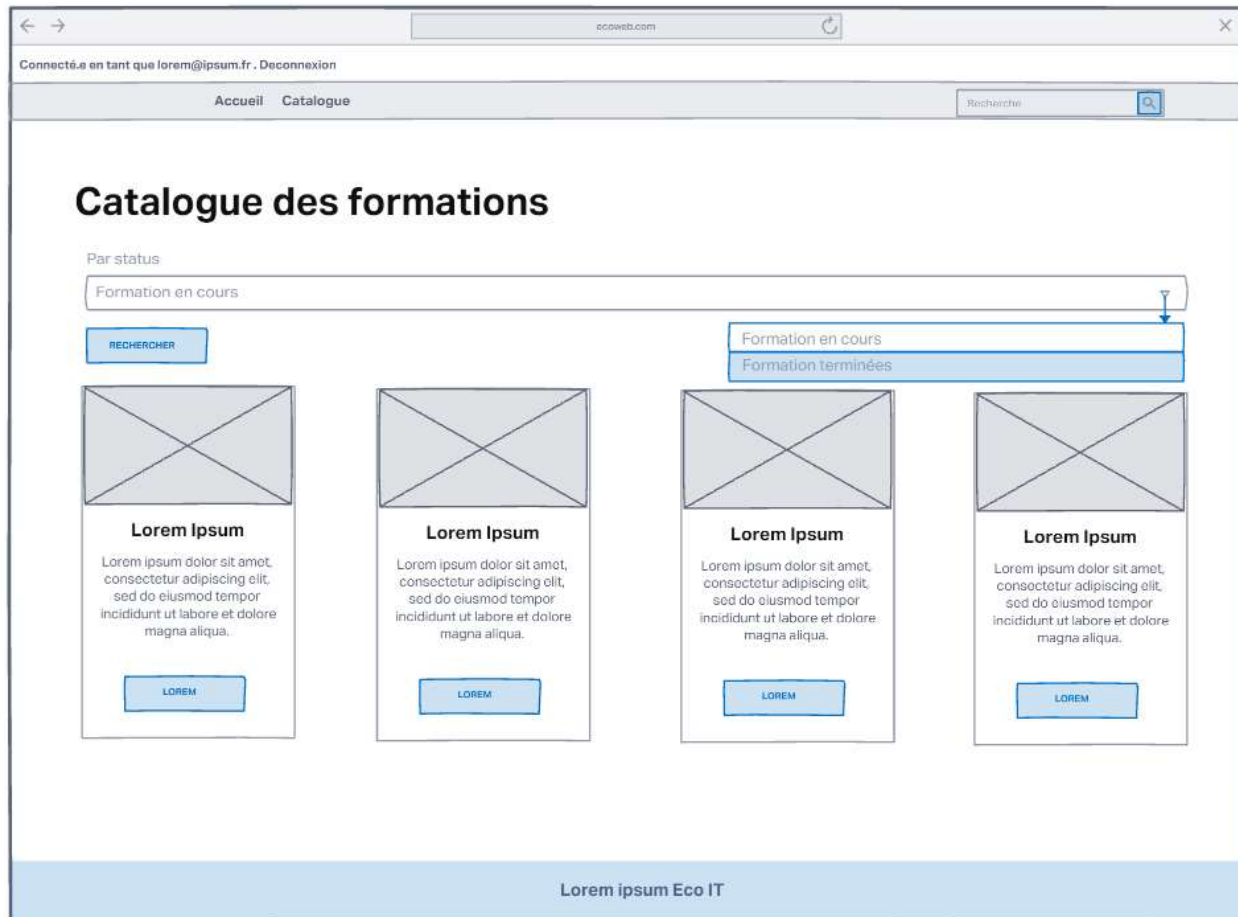 ecoweb.com
Connecté.e en tant que lorem@ipsum.fr . Deconnexion
Accueil Catalogue Recherche
Catalogue des formations
Par status
Formation en cours
RECHERCHER
Formation en cours
Formation terminées
Lorem Ipsum
Lorem ipsum dolor sit amet,
consectetur adipiscing elit,
sed do eiusmod tempor
incididunt ut labore et dolore
magna aliqua.
LOREM
Lorem Ipsum
Lorem ipsum dolor sit amet,
consectetur adipiscing elit,
sed do eiusmod tempor
incididunt ut labore et dolore
magna aliqua.
LOREM
Lorem Ipsum
Lorem ipsum dolor sit amet,
consectetur adipiscing elit,
sed do eiusmod tempor
incididunt ut labore et dolore
magna aliqua.
LOREM
Lorem Ipsum
Lorem ipsum dolor sit amet,
consectetur adipiscing elit,
sed do eiusmod tempor
incididunt ut labore et dolore
magna aliqua.
LOREM
Lorem ipsum Eco IT